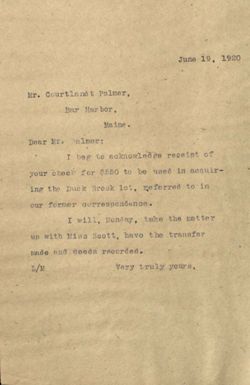 June 19, 1920
Mr. Courtlandt Palmer,
Bar Harbor,
Maine.
Dear Mr. Palmer:
I beg to acknowledge receipt of
your check for $550 to be used in acquir-
ing the Duck Brook lot, referred to in
our former correspondence.
I will, Monday, take the matter
up with Miss Scott, have the transfer
made and deeds recorded.
L/M Very truly yours,